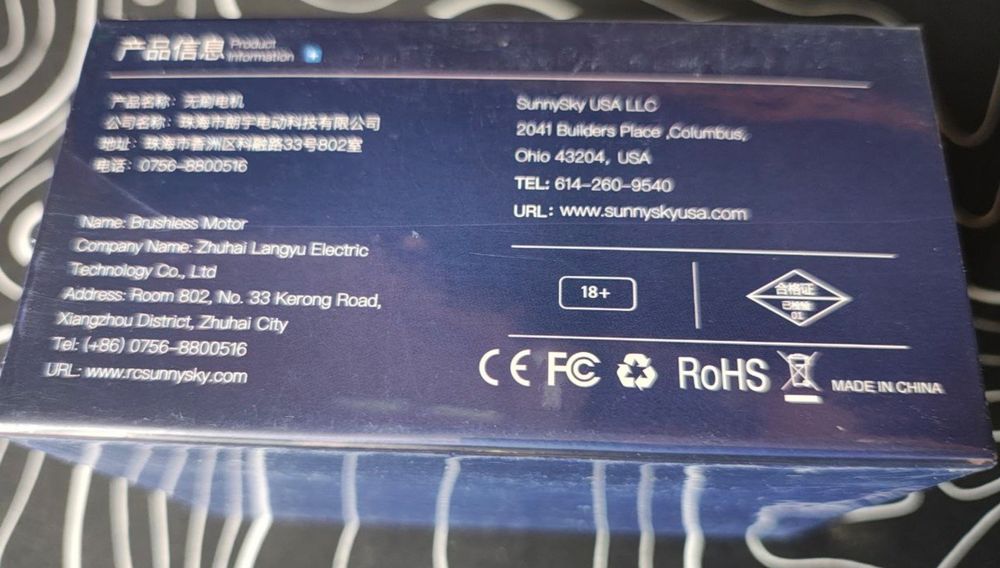 产品信息 Product Information
产品名称：无刷电机
公司名称：珠海市朗宇电动科技有限公司
地址：珠海市香洲区科融路33号802室
电话：0756-8800516
Name: Brushless Motor
Company Name: Zhuhai Langyu Electric
Technology Co., Ltd
Address: Room 802, No. 33 Kerong Road,
Xiangzhou District, Zhuhai City
Tel: (+86) 0756-8800516
URL: www.rcsunnysky.com
SunnySky USA LLC
2041 Builders Place ,Columbus,
Ohio 43204, USA
TEL: 614-260-9540
URL: www.sunnyskyusa.com
18+
合格证
已检验
01
CE FC RoHS MADE IN CHINA